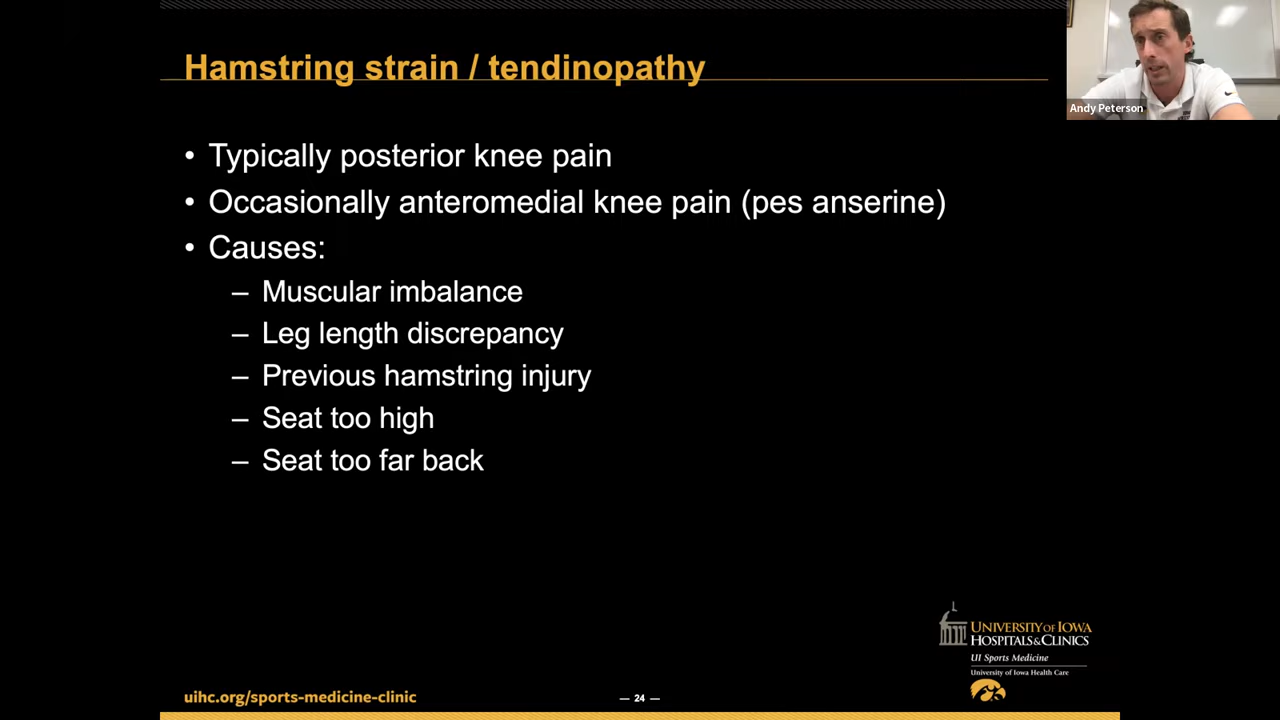 Hamstring strain / tendinopathy
Andy Peterson
• Typically posterior knee pain
• Occasionally anteromedial knee pain (pes anserine)
• Causes:
– Muscular imbalance
– Leg length discrepancy
– Previous hamstring injury
– Seat too high
– Seat too far back
UNIVERSITY OF IOWA
HOSPITALS & CLINICS
UI Sports Medicine
University of Iowa Health Care
uihc.org/sports-medicine-clinic
— 24 —